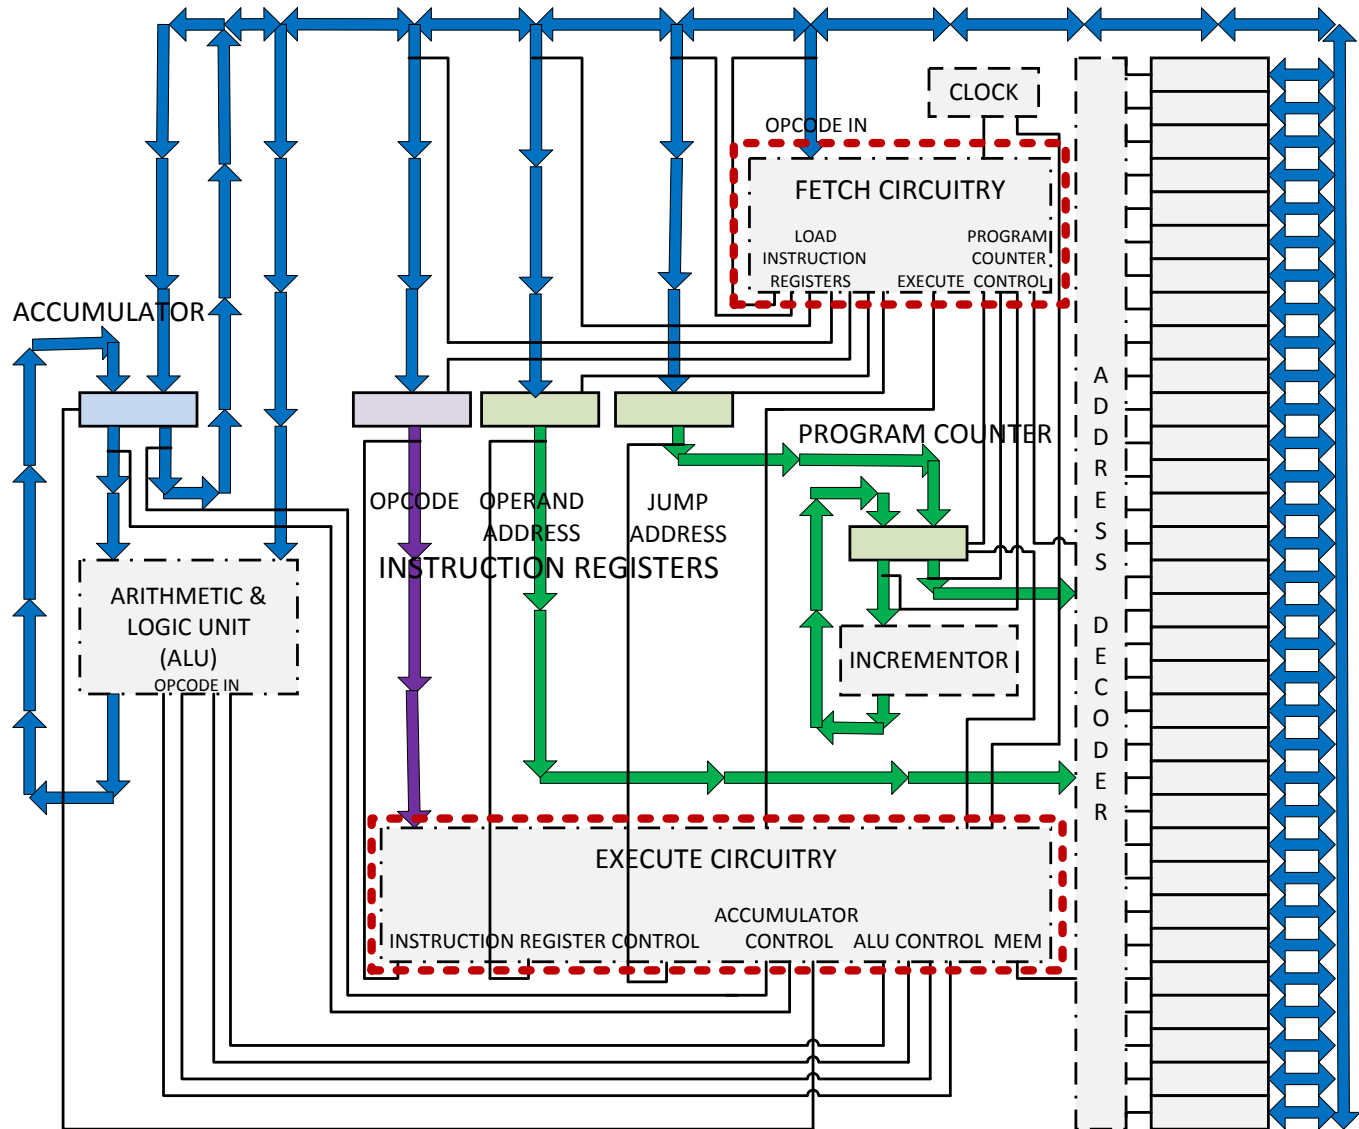 CLOCK
OPCODE IN
FETCH CIRCUITRY
LOAD
INSTRUCTION
REGISTERS
EXECUTE
PROGRAM
COUNTER
CONTROL
ACCUMULATOR
PROGRAM COUNTER
OPCODE
OPERAND
ADDRESS
JUMP
ADDRESS
INSTRUCTION REGISTERS
ARITHMETIC &
LOGIC UNIT
(ALU)
OPCODE IN
INCREMENTOR
A
D
D
R
E
S
S
D
E
C
O
D
E
R
EXECUTE CIRCUITRY
INSTRUCTION REGISTER CONTROL
ACCUMULATOR
CONTROL
ALU CONTROL
MEM